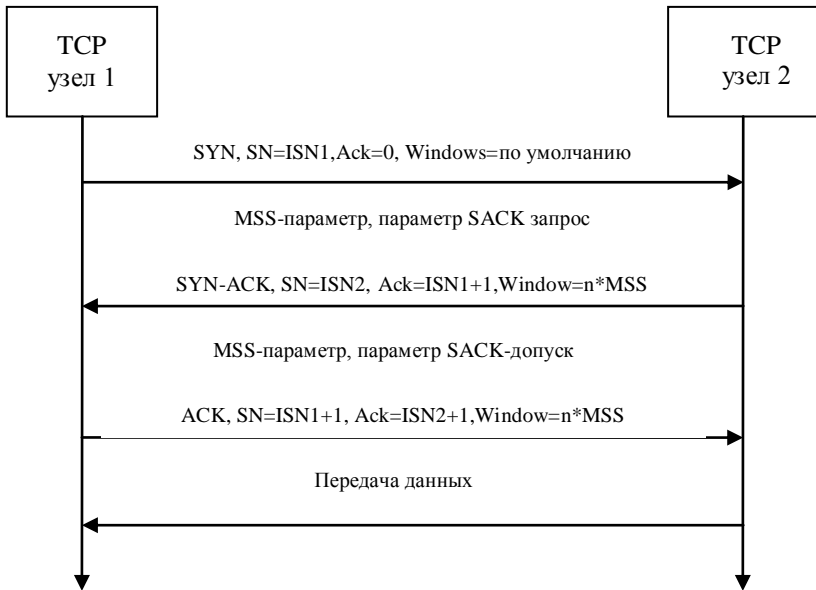 TCP
узел 1
TCP
узел 2
SYN, SN=ISN1,Ack=0, Windows=по умолчанию
MSS-параметр, параметр SACK запрос
SYN-ACK, SN=ISN2, Ack=ISN1+1,Window=n*MSS
MSS-параметр, параметр SACK-допуск
ACK, SN=ISN1+1, Ack=ISN2+1,Window=n*MSS
Передача данных